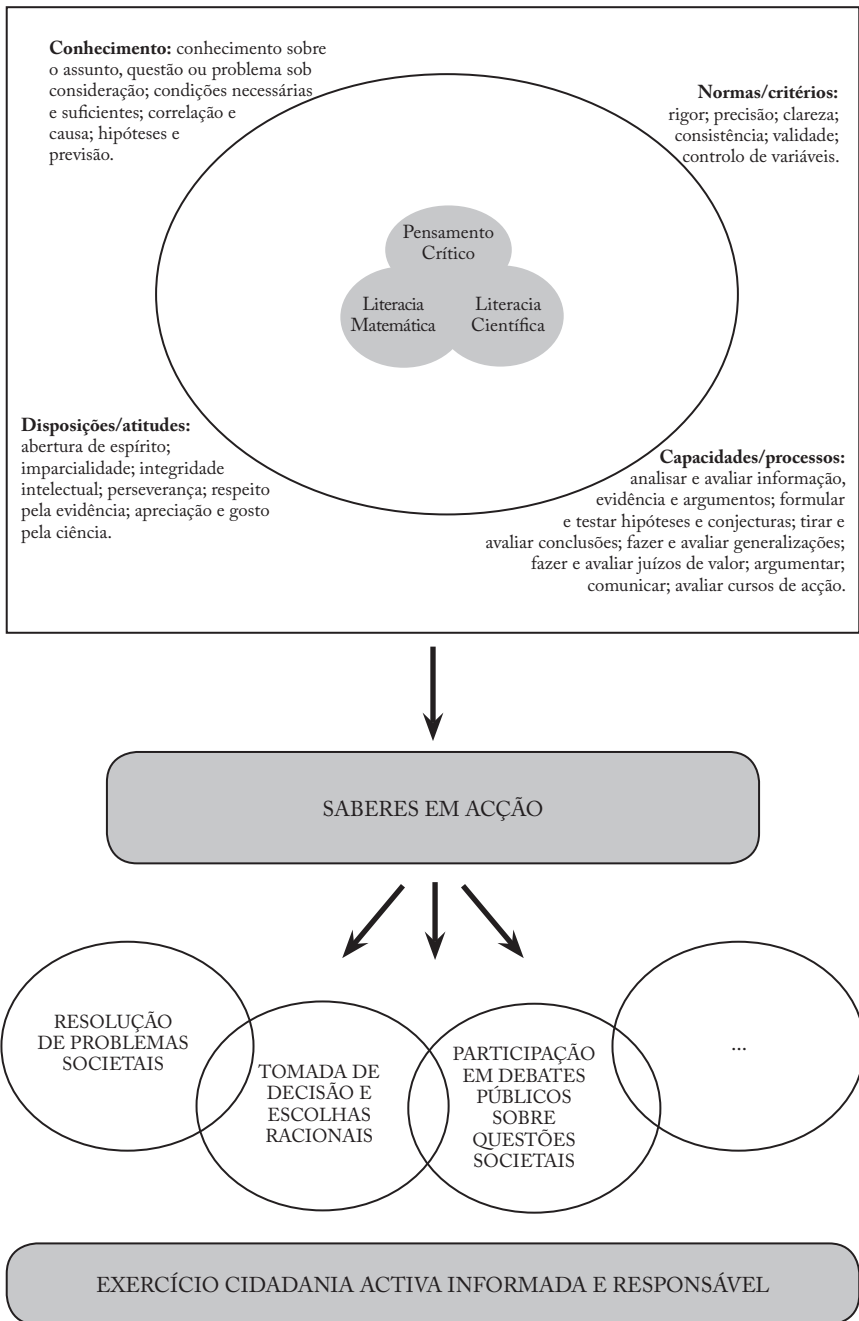 Conhecimento: conhecimento sobre
o assunto, questão ou problema sob
consideração; condições necessárias
e suficientes; correlação e
causa; hipóteses e
previsão.
Normas/critérios:
rigor; precisão; clareza;
consistência; validade;
controlo de variáveis.
Pensamento
Crítico
Literacia
Matemática
Literacia
Científica
Disposições/atitudes:
abertura de espírito;
imparcialidade; integridade
intelectual; perseverança; respeito
pela evidência; apreciação e gosto
pela ciência.
Capacidades/processos:
analisar e avaliar informação,
evidência e argumentos; formular
e testar hipóteses e conjecturas; tirar e
avaliar conclusões; fazer e avaliar generalizações;
fazer e avaliar juízos de valor; argumentar;
comunicar; avaliar cursos de acção.
SABERES EM ACÇÃO
RESOLUÇÃO
DE PROBLEMAS
SOCIETAIS
TOMADA DE
DECISÃO E
ESCOLHAS
RACIONAIS
PARTICIPAÇÃO
EM DEBATES
PÚBLICOS
SOBRE
QUESTÕES
SOCIETAIS
...
EXERCÍCIO CIDADANIA ACTIVA INFORMADA E RESPONSÁVEL